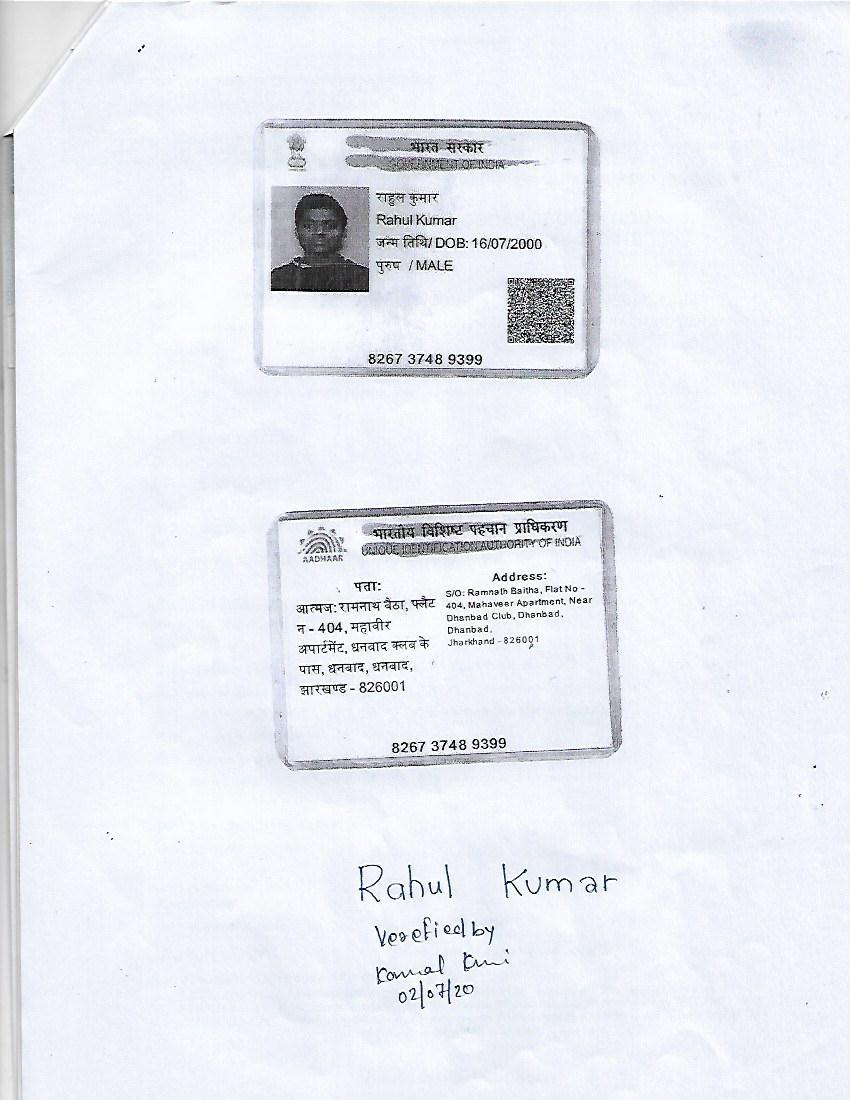 भारत सरकार
GOVERNMENT OF INDIA
राहुल कुमार
Rahul Kumar
जन्म तिथि/ DOB: 16/07/2000
पुरुष / MALE
8267 3748 9399
भारतीय विशिष्ट पहचान प्राधिकरण
UNIQUE IDENTIFICATION AUTHORITY OF INDIA
AADHAAR
पता:
आत्मज: रामनाथ बैठा, फ्लैट
न - 404, महावीर
अपार्टमेंट, धनबाद क्लब के
पास, धनबाद, धनबाद,
झारखण्ड - 826001
Address:
S/O: Ramnath Baitha, Flat No -
404, Mahaveer Apartment, Near
Dhanbad Club, Dhanbad,
Dhanbad,
Jharkhand - 826001
8267 3748 9399
Rahul Kumar
Verefied by
Kamal
02/07/20